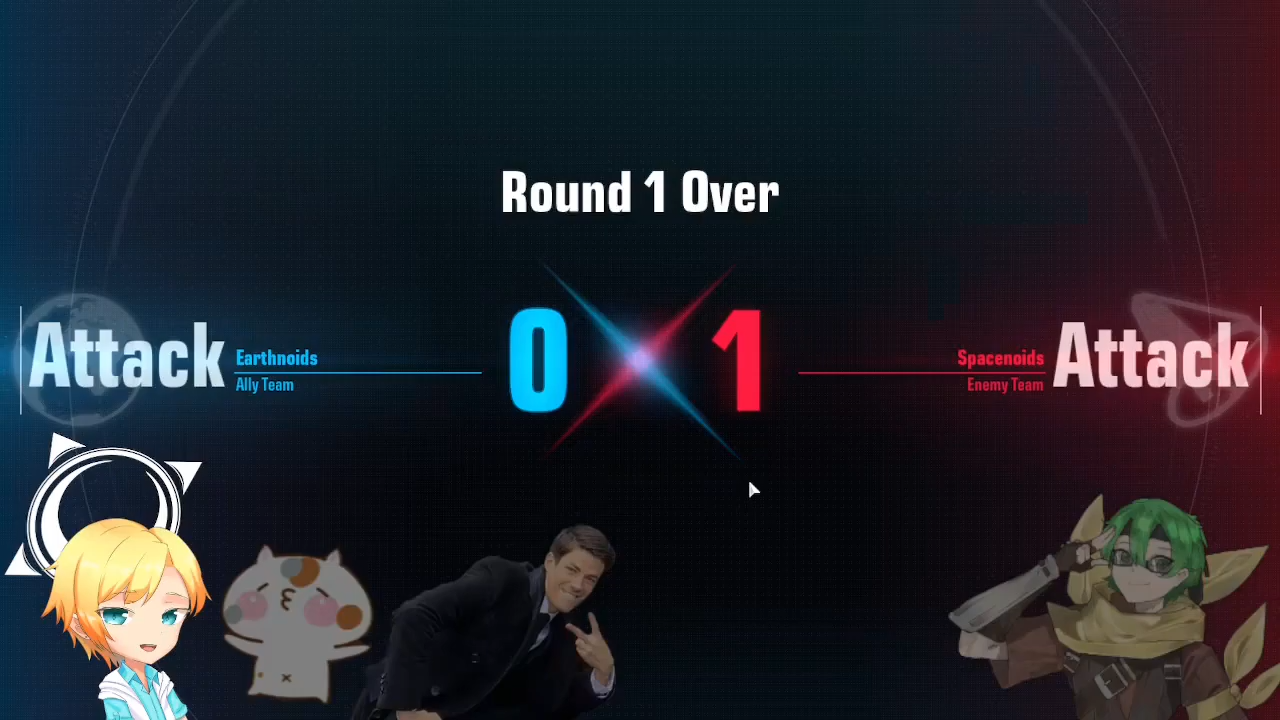 Round 1 Over
0 1
Attack
Earthnoids
Ally Team
Spacenoids
Enemy Team
Attack